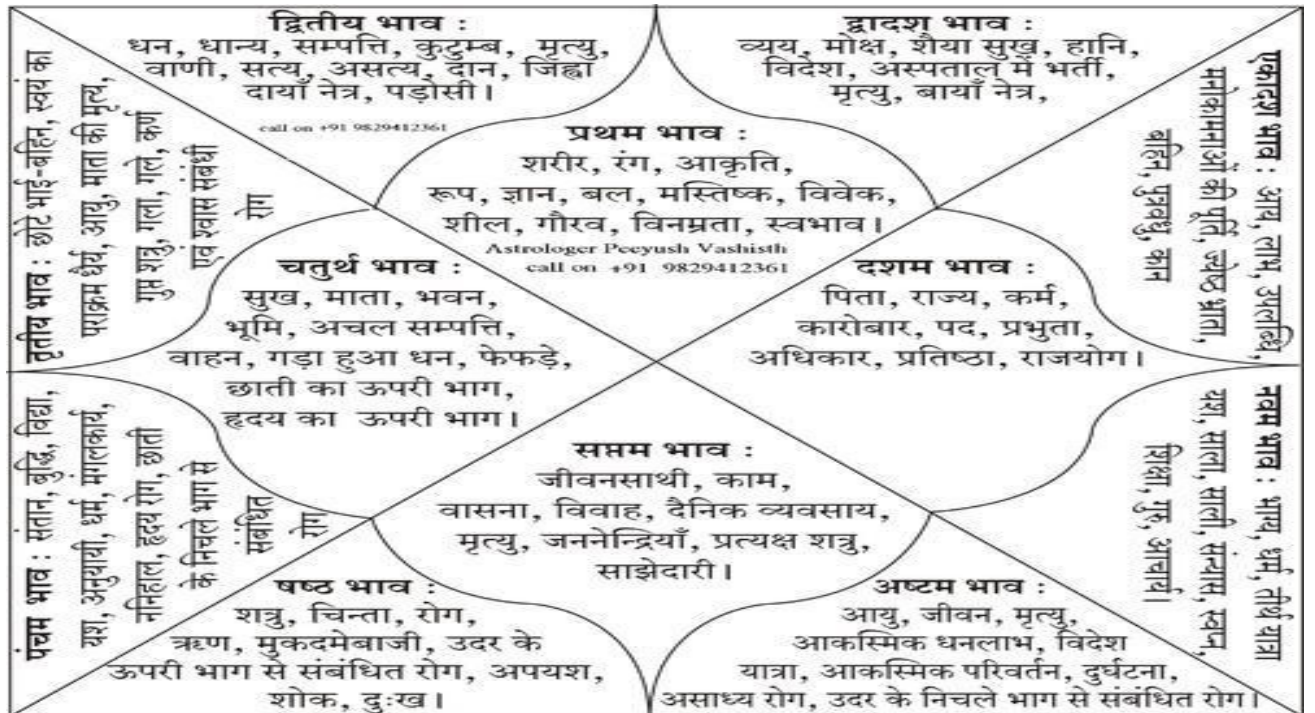 द्वितीय भाव :
धन, धान्य, सम्पत्ति, कुटुम्ब, मृत्यु,
वाणी, सत्य, असत्य, दान, जिह्वा
दायाँ नेत्र, पड़ोसी।
call on +91 9829412361
द्वादश भाव :
व्यय, मोक्ष, शैया सुख, हानि,
विदेश, अस्पताल में भर्ती,
मृत्यु, बायाँ नेत्र,
प्रथम भाव :
शरीर, रंग, आकृति,
रूप, ज्ञान, बल, मस्तिष्क, विवेक,
शील, गौरव, विनम्रता, स्वभाव।
Astrologer Peeyush Vashisth
call on +91 9829412361
तृतीय भाव : छोटे भाई-बहिन, स्वयं का
पराक्रम धैर्य, आयु, माता की मृत्यु,
गुप्त शत्रु, गला, गले, कर्ण
एवं श्वास संबंधी
रोग
एकादश भाव : आय, लाभ, उपलब्धि,
मनोकामनाओं की पूर्ति, ज्येष्ठ भ्राता,
बहिन, पुत्रवधु, कान
चतुर्थ भाव :
सुख, माता, भवन,
भूमि, अचल सम्पत्ति,
वाहन, गड़ा हुआ धन, फेफड़े,
छाती का ऊपरी भाग,
हृदय का ऊपरी भाग।
दशम भाव :
पिता, राज्य, कर्म,
कारोबार, पद, प्रभुता,
अधिकार, प्रतिष्ठा, राजयोग।
पंचम भाव : संतान, बुद्धि, विद्या,
यश, अनुयायी, धर्म, मंगलकार्य,
ननिहाल, हृदय रोग, छाती
के निचले भाग से
संबंधित
रोग
सप्तम भाव :
जीवनसाथी, काम,
वासना, विवाह, दैनिक व्यवसाय,
मृत्यु, जननेन्द्रियाँ, प्रत्यक्ष शत्रु,
साझेदारी।
नवम भाव : भाग्य, धर्म, तीर्थ यात्रा
यश, साला, साली, संन्यास, स्वप्न,
शिक्षा, गुरु, आचार्य।
षष्ठ भाव :
शत्रु, चिन्ता, रोग,
ऋण, मुकदमेबाजी, उदर के
ऊपरी भाग से संबंधित रोग, अपयश,
शोक, दुःख।
अष्टम भाव :
आयु, जीवन, मृत्यु,
आकस्मिक धनलाभ, विदेश
यात्रा, आकस्मिक परिवर्तन, दुर्घटना,
असाध्य रोग, उदर के निचले भाग से संबंधित रोग।